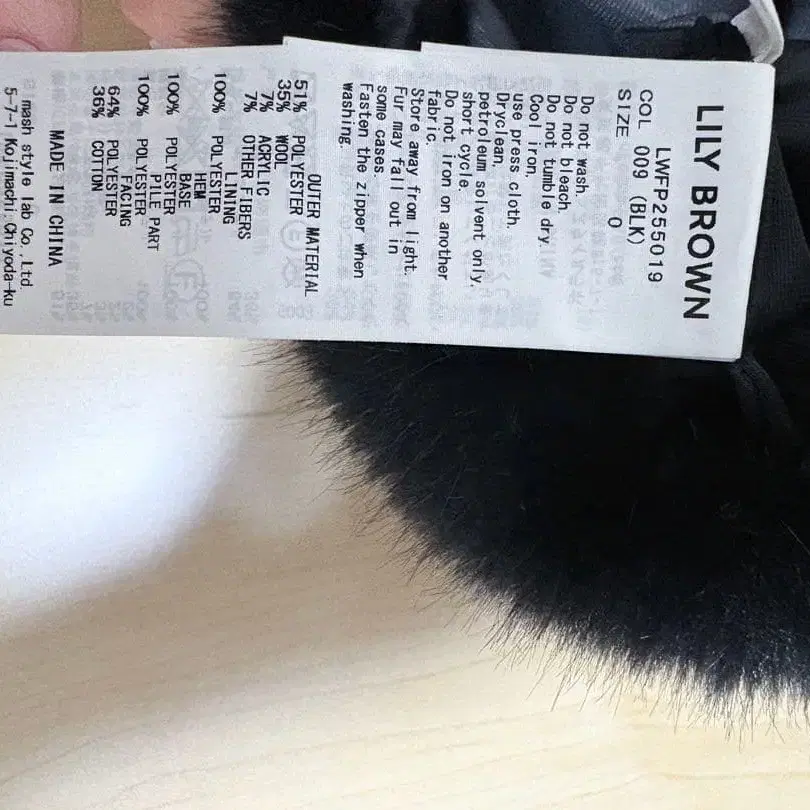 LILY BROWN
LWFP255019
COL 009 (BLK)
SIZE 0
Do not wash.
Do not bleach.
Do not tumble dry.
Cool iron.
use press cloth.
Dryclean,
petroleum solvent only.
short cycle.
Do not iron on another
fabric.
Store away from light.
Fur may fall out in
some cases.
Fasten the zipper when
washing.
OUTER MATERIAL
51% POLYESTER
35% WOOL
7% ACRYLIC
7% OTHER FIBERS
LINING
100% POLYESTER
HEM
BASE
100% POLYESTER
PILE PART
100% POLYESTER
FACING
64% POLYESTER
36% COTTON
MADE IN CHINA
mash style lab Co.,Ltd.
5-7-1 Kojimachi, Chiyoda-ku